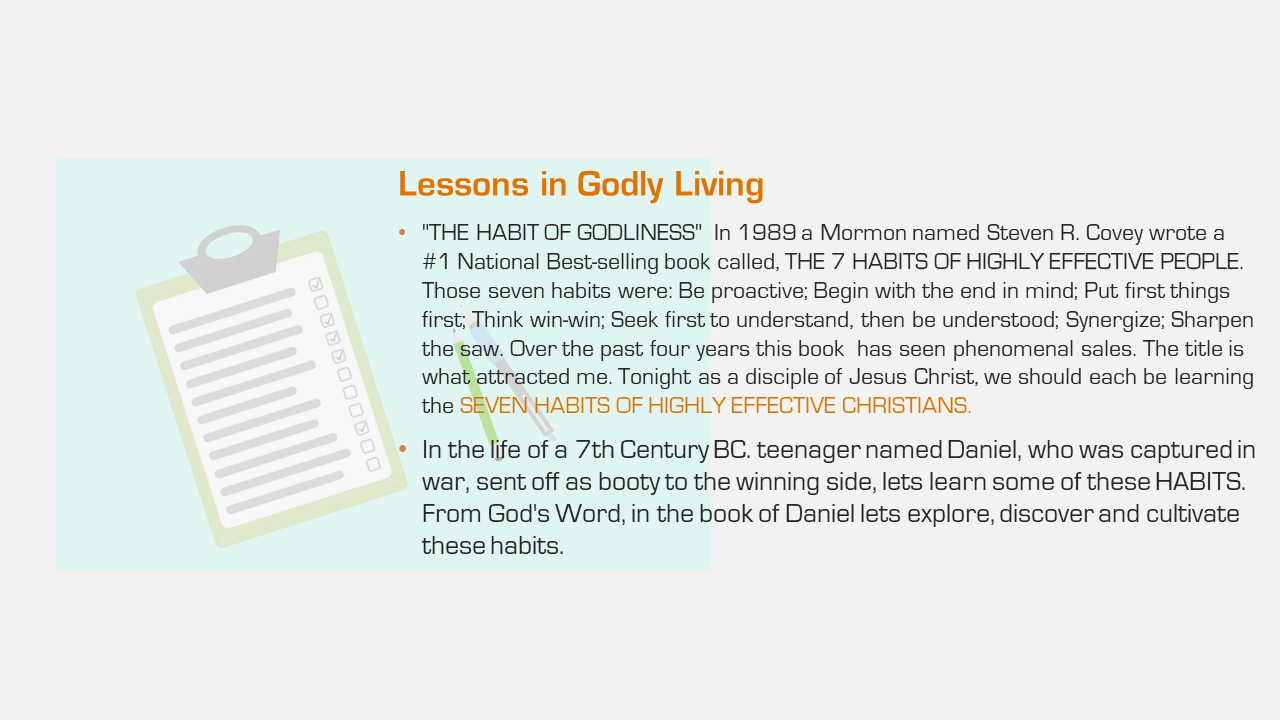 Lessons in Godly Living
• "THE HABIT OF GODLINESS"  In 1989 a Mormon named Steven R. Covey wrote a
#1 National Best-selling book called, THE 7 HABITS OF HIGHLY EFFECTIVE PEOPLE.
Those seven habits were: Be proactive; Begin with the end in mind; Put first things
first; Think win-win; Seek first to understand, then be understood; Synergize; Sharpen
the saw. Over the past four years this book  has seen phenomenal sales. The title is
what attracted me. Tonight as a disciple of Jesus Christ, we should each be learning
the SEVEN HABITS OF HIGHLY EFFECTIVE CHRISTIANS.
• In the life of a 7th Century BC. teenager named Daniel, who was captured in
war, sent off as booty to the winning side, lets learn some of these HABITS.
From God's Word, in the book of Daniel lets explore, discover and cultivate
these habits.